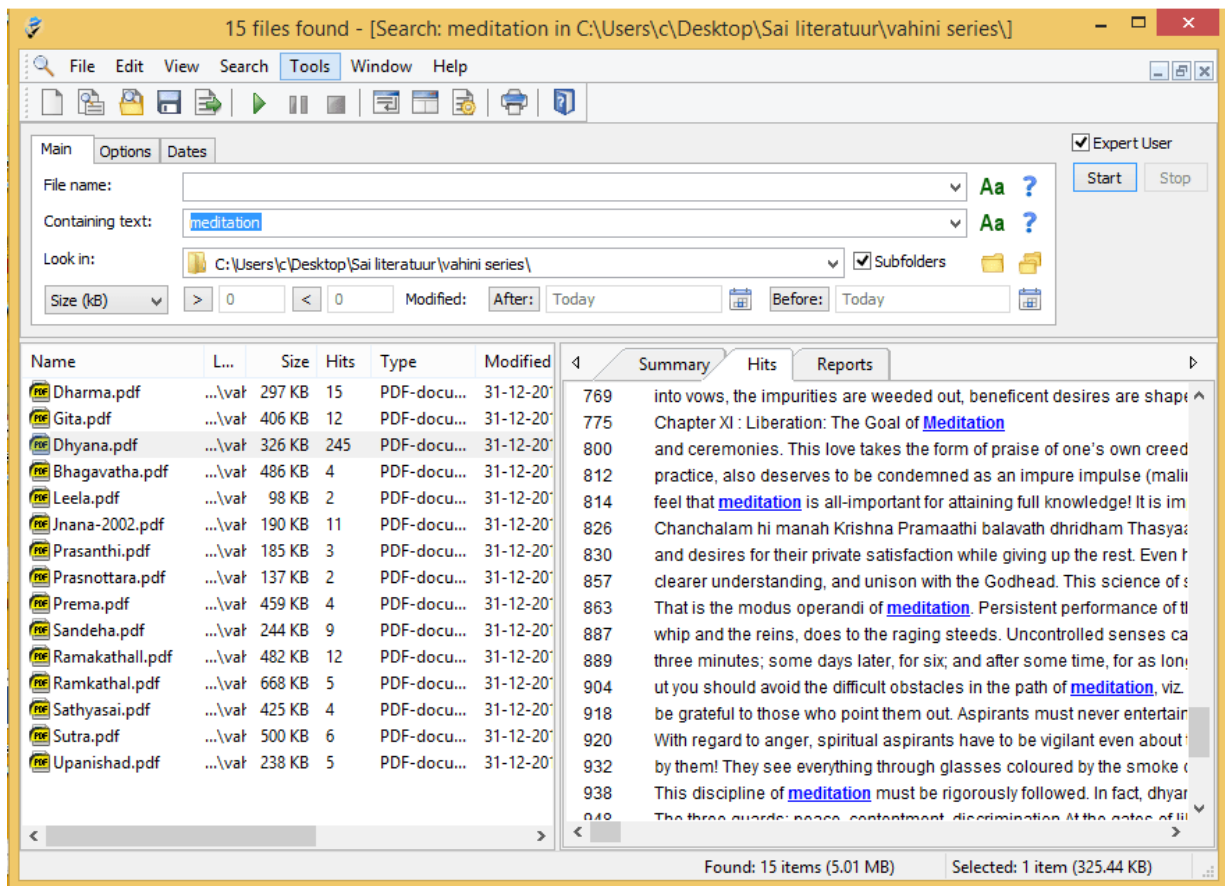 15 files found - [Search: meditation in C:\Users\c\Desktop\Sai literatuur\vahini series\]
File Edit View Search Tools Window Help
Main Options Dates
Expert User
File name: Aa ?
Start Stop
Containing text: meditation Aa ?
Look in: C:\Users\c\Desktop\Sai literatuur\vahini series\ Subfolders
Size (kB) > 0 < 0 Modified: After: Today Before: Today
Name L... Size Hits Type Modified
Dharma.pdf ...\vah 297 KB 15 PDF-docu... 31-12-20
Gita.pdf ...\vah 406 KB 12 PDF-docu... 31-12-20
Dhyana.pdf ...\vah 326 KB 245 PDF-docu... 31-12-20
Bhagavatha.pdf ...\vah 486 KB 4 PDF-docu... 31-12-20
Leela.pdf ...\vah 98 KB 2 PDF-docu... 31-12-20
Jnana-2002.pdf ...\vah 190 KB 11 PDF-docu... 31-12-20
Prasanthi.pdf ...\vah 185 KB 3 PDF-docu... 31-12-20
Prasnottara.pdf ...\vah 137 KB 2 PDF-docu... 31-12-20
Prema.pdf ...\vah 459 KB 4 PDF-docu... 31-12-20
Sandeha.pdf ...\vah 244 KB 9 PDF-docu... 31-12-20
Ramakathall.pdf ...\vah 482 KB 12 PDF-docu... 31-12-20
Ramkathal.pdf ...\vah 668 KB 5 PDF-docu... 31-12-20
Sathyasai.pdf ...\vah 425 KB 4 PDF-docu... 31-12-20
Sutra.pdf ...\vah 500 KB 6 PDF-docu... 31-12-20
Upanishad.pdf ...\vah 238 KB 5 PDF-docu... 31-12-20
Summary Hits Reports
769 into vows, the impurities are weeded out, beneficent desires are shape
775 Chapter XI : Liberation: The Goal of Meditation
800 and ceremonies. This love takes the form of praise of one's own creed
812 practice, also deserves to be condemned as an impure impulse (malin
814 feel that meditation is all-important for attaining full knowledge! It is im
826 Chanchalam hi manah Krishna Pramaathi balavath dhridham Thasyaa
830 and desires for their private satisfaction while giving up the rest. Even h
857 clearer understanding, and unison with the Godhead. This science of s
863 That is the modus operandi of meditation. Persistent performance of t
887 whip and the reins, does to the raging steeds. Uncontrolled senses ca
889 three minutes; some days later, for six; and after some time, for as long
904 ut you should avoid the difficult obstacles in the path of meditation, viz.
918 be grateful to those who point them out. Aspirants must never entertain
920 With regard to anger, spiritual aspirants have to be vigilant even about
932 by them! They see everything through glasses coloured by the smoke
938 This discipline of meditation must be rigorously followed. In fact, dhyan
948 The three guards: peace, contentment, discrimination At the gates of
Found: 15 items (5.01 MB) Selected: 1 item (325.44 KB)